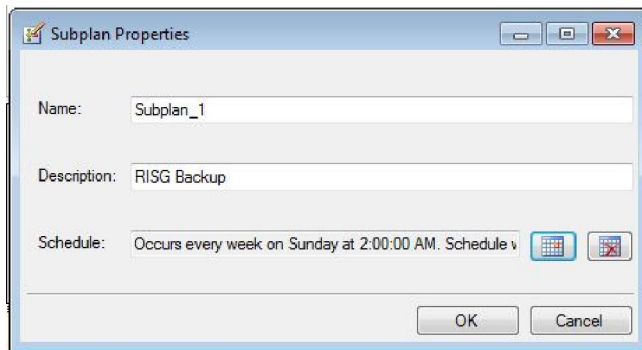 Subplan Properties
Name: Subplan_1
Description: RISG Backup
Schedule: Occurs every week on Sunday at 2:00:00 AM. Schedule
OK Cancel